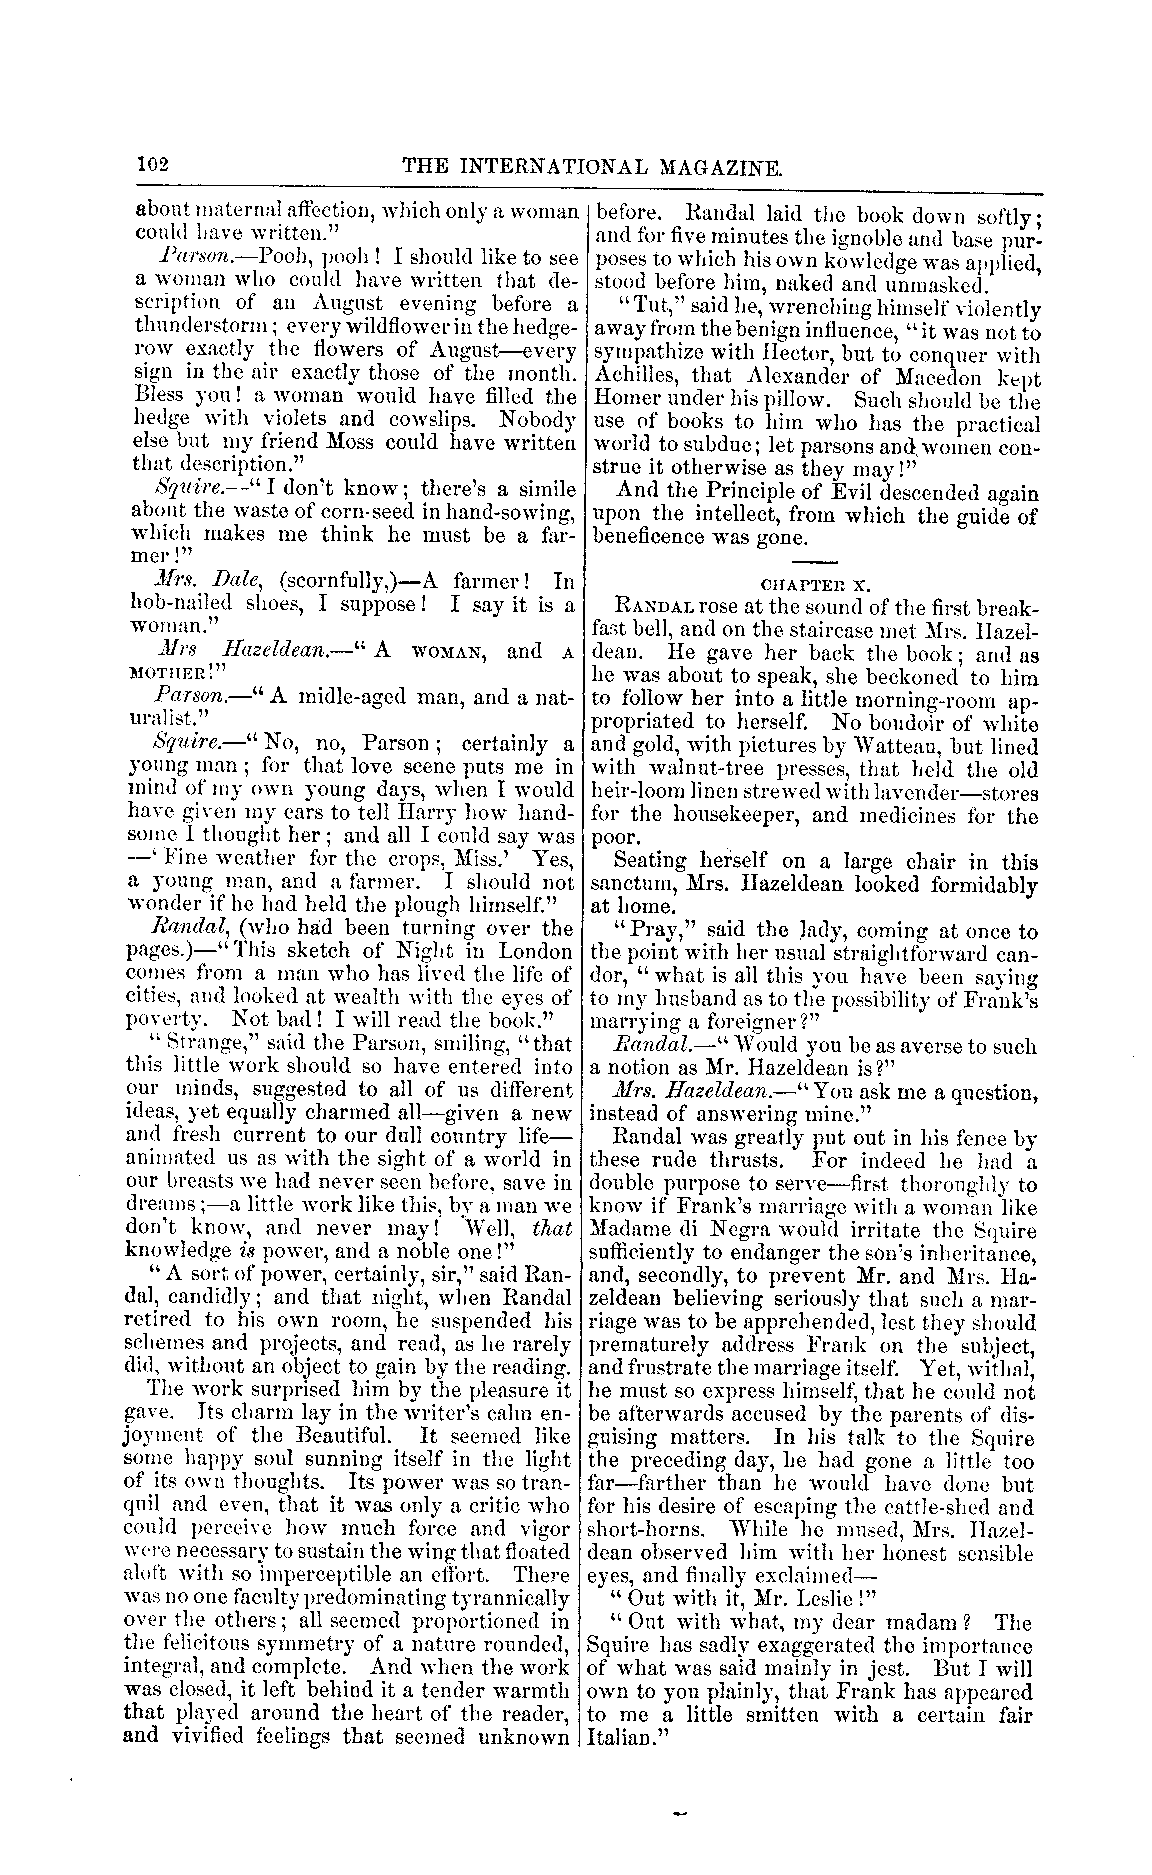 102 THE INTERNATIONAL MAGAZINE.
about maternal affection, which only a woman
could have written."
Parson.—Pooh, pooh! I should like to see
a woman who could have written that de-
scription of an August evening before a
thunderstorm; every wildflower in the hedge-
row exactly the flowers of August—every
sign in the air exactly those of the month.
Bless you! a woman would have filled the
hedge with violets and cowslips. Nobody
else but my friend Moss could have written
that description."
Squire.--"I don't know; there's a simile
about the waste of corn-seed in hand-sowing,
which makes me think he must be a far-
mer!"
Mrs. Dale, (scornfully,)—A farmer! In
hob-nailed shoes, I suppose! I say it is a
woman."
Mrs Hazeldean.—"A WOMAN, and A
MOTHER!"
Parson.—"A midle-aged man, and a nat-
uralist."
Squire.—"No, no, Parson; certainly a
young man; for that love scene puts me in
mind of my own young days, when I would
have given my ears to tell Harry how hand-
some I thought her; and all I could say was
—'Fine weather for the crops, Miss.' Yes,
a young man, and a farmer. I should not
wonder if he had held the plough himself."
Randal, (who had been turning over the
pages.)—"This sketch of Night in London
comes from a man who has lived the life of
cities, and looked at wealth with the eyes of
poverty. Not bad! I will read the book."
"Strange," said the Parson, smiling, "that
this little work should so have entered into
our minds, suggested to all of us different
ideas, yet equally charmed all—given a new
and fresh current to our dull country life—
animated us as with the sight of a world in
our breasts we had never seen before, save in
dreams;—a little work like this, by a man we
don't know, and never may! Well, that
knowledge is power, and a noble one!"
"A sort of power, certainly, sir," said Ran-
dal, candidly; and that night, when Randal
retired to his own room, he suspended his
schemes and projects, and read, as he rarely
did, without an object to gain by the reading.
The work surprised him by the pleasure it
gave. Its charm lay in the writer's calm en-
joyment of the Beautiful. It seemed like
some happy soul sunning itself in the light
of its own thoughts. Its power was so tran-
quil and even, that it was only a critic who
could perceive how much force and vigor
were necessary to sustain the wing that floated
aloft with so imperceptible an effort. There
was no one faculty predominating tyrannically
over the others; all seemed proportioned in
the felicitous symmetry of a nature rounded,
integral, and complete. And when the work
was closed, it left behind it a tender warmth
that played around the heart of the reader,
and vivified feelings that seemed unknown
before. Randal laid the book down softly;
and for five minutes the ignoble and base pur-
poses to which his own kowledge was applied,
stood before him, naked and unmasked.
"Tut," said he, wrenching himself violently
away from the benign influence, "it was not to
sympathize with Hector, but to conquer with
Achilles, that Alexander of Macedon kept
Homer under his pillow. Such should be the
use of books to him who has the practical
world to subdue; let parsons and women con-
strue it otherwise as they may!"
And the Principle of Evil descended again
upon the intellect, from which the guide of
beneficence was gone.
CHAPTER X.
RANDAL rose at the sound of the first break-
fast bell, and on the staircase met Mrs. Hazel-
dean. He gave her back the book; and as
he was about to speak, she beckoned to him
to follow her into a little morning-room ap-
propriated to herself. No boudoir of white
and gold, with pictures by Watteau, but lined
with walnut-tree presses, that held the old
heir-loom linen strewed with lavender—stores
for the housekeeper, and medicines for the
poor.
Seating herself on a large chair in this
sanctum, Mrs. Hazeldean looked formidably
at home.
"Pray," said the lady, coming at once to
the point with her usual straightforward can-
dor, "what is all this you have been saying
to my husband as to the possibility of Frank's
marrying a foreigner?"
Randal.—"Would you be as averse to such
a notion as Mr. Hazeldean is?"
Mrs. Hazeldean.—"You ask me a question,
instead of answering mine."
Randal was greatly put out in his fence by
these rude thrusts. For indeed he had a
double purpose to serve—first thoroughly to
know if Frank's marriage with a woman like
Madame di Negra would irritate the Squire
sufficiently to endanger the son's inheritance,
and, secondly, to prevent Mr. and Mrs. Ha-
zeldean believing seriously that such a mar-
riage was to be apprehended, lest they should
prematurely address Frank on the subject,
and frustrate the marriage itself. Yet, withal,
he must so express himself, that he could not
be afterwards accused by the parents of dis-
guising matters. In his talk to the Squire
the preceding day, he had gone a little too
far—farther than he would have done but
for his desire of escaping the cattle-shed and
short-horns. While he mused, Mrs. Hazel-
dean observed him with her honest sensible
eyes, and finally exclaimed—
"Out with it, Mr. Leslie!"
"Out with what, my dear madam? The
Squire has sadly exaggerated the importance
of what was said mainly in jest. But I will
own to you plainly, that Frank has appeared
to me a little smitten with a certain fair
Italian."